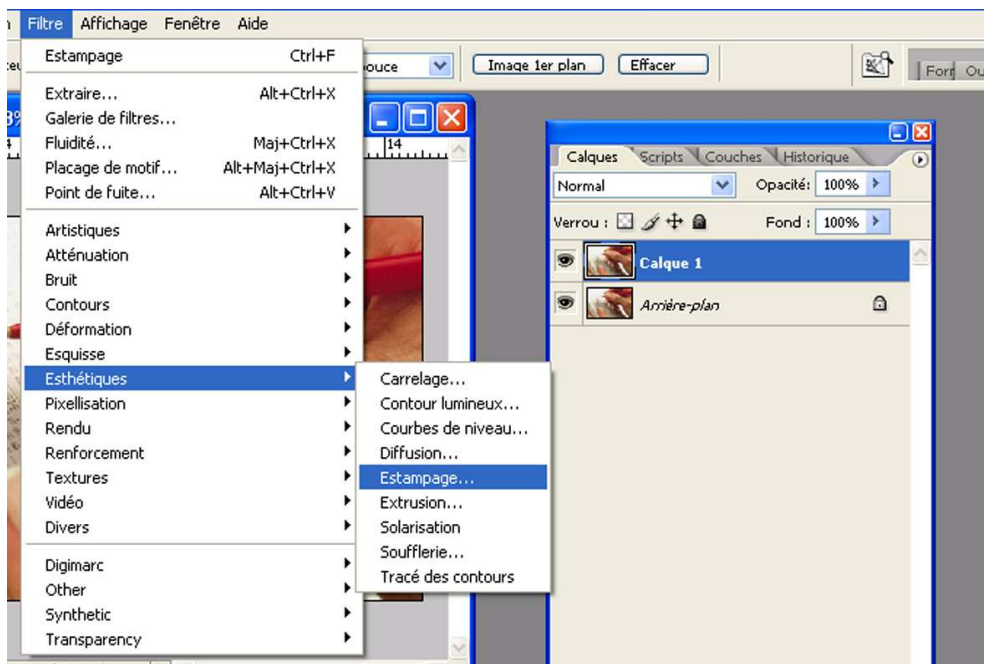 Filtre Affichage Fenêtre Aide
ouce Image 1er plan Effacer
Estampage Ctrl+F
Extraire... Alt+Ctrl+X
Galerie de filtres...
Fluidité... Maj+Ctrl+X
Placage de motif... Alt+Maj+Ctrl+X
Point de fuite... Alt+Ctrl+V
Artistiques
Atténuation
Bruit
Contours
Déformation
Esquisse
Esthétiques
Pixellisation
Rendu
Renforcement
Textures
Vidéo
Divers
Digimarc
Other
Synthetic
Transparency
Carrelage...
Contour lumineux...
Courbes de niveau...
Diffusion...
Estampage...
Extrusion...
Solarisation
Soufflerie...
Tracé des contours
14
Calques Scripts Couches Historique
Normal Opacité: 100%
Verrou : Fond : 100%
Calque 1
Arrière-plan